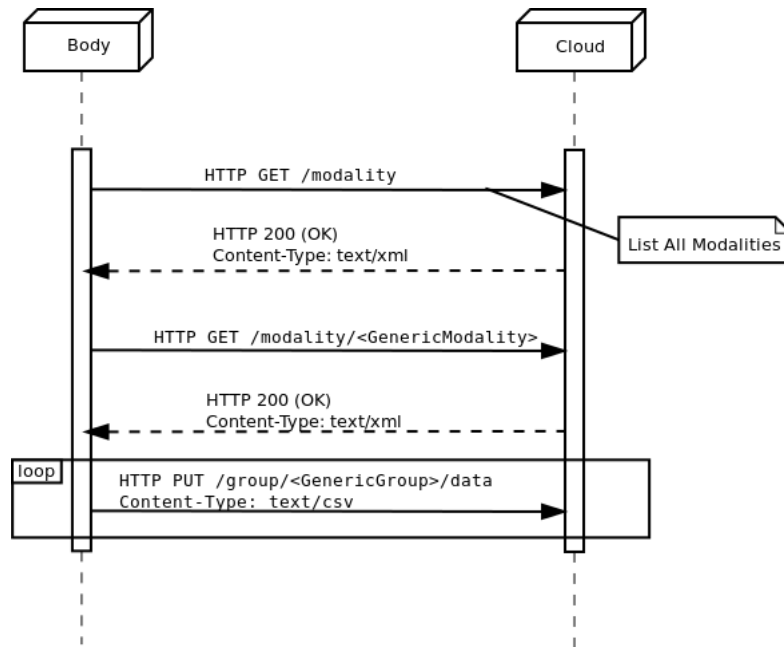 Body
Cloud
HTTP GET /modality
HTTP 200 (OK)
Content-Type: text/xml
List All Modalities
HTTP GET /modality/<GenericModality>
HTTP 200 (OK)
Content-Type: text/xml
loop
HTTP PUT /group/<GenericGroup>/data
Content-Type: text/csv